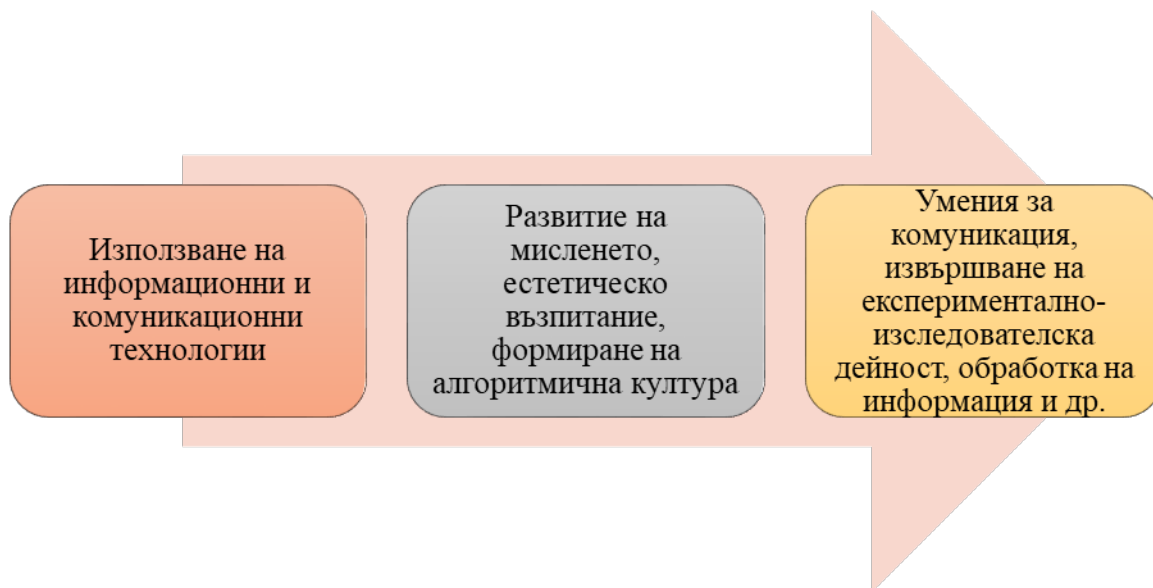 Използване на
информационни и
комуникационни
технологии
Развитие на
мисленето,
естетическо
възпитание,
формиране на
алгоритмична култура
Умения за
комуникация,
извършване на
експериментално-
изследователска
дейност, обработка на
информация и др.